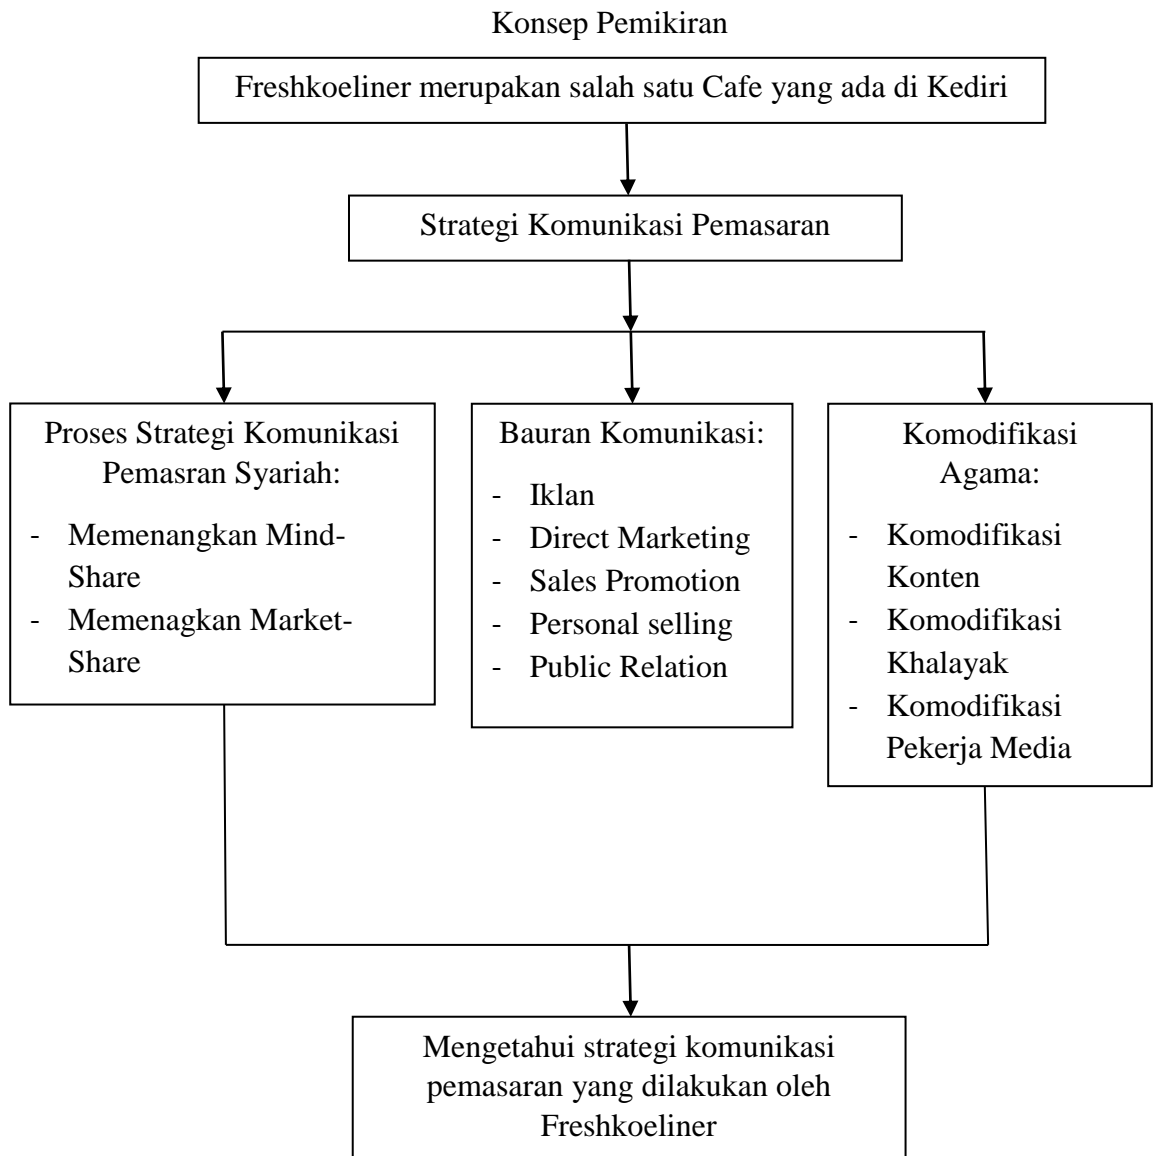 Konsep Pemikiran
Freshkoeliner merupakan salah satu Cafe yang ada di Kediri
Strategi Komunikasi Pemasaran
Proses Strategi Komunikasi
Pemasran Syariah:
- Memenangkan Mind-
Share
- Memenagkan Market-
Share
Bauran Komunikasi:
- Iklan
- Direct Marketing
- Sales Promotion
- Personal selling
- Public Relation
Komodifikasi
Agama:
- Komodifikasi
Konten
- Komodifikasi
Khalayak
- Komodifikasi
Pekerja Media
Mengetahui strategi komunikasi
pemasaran yang dilakukan oleh
Freshkoeliner